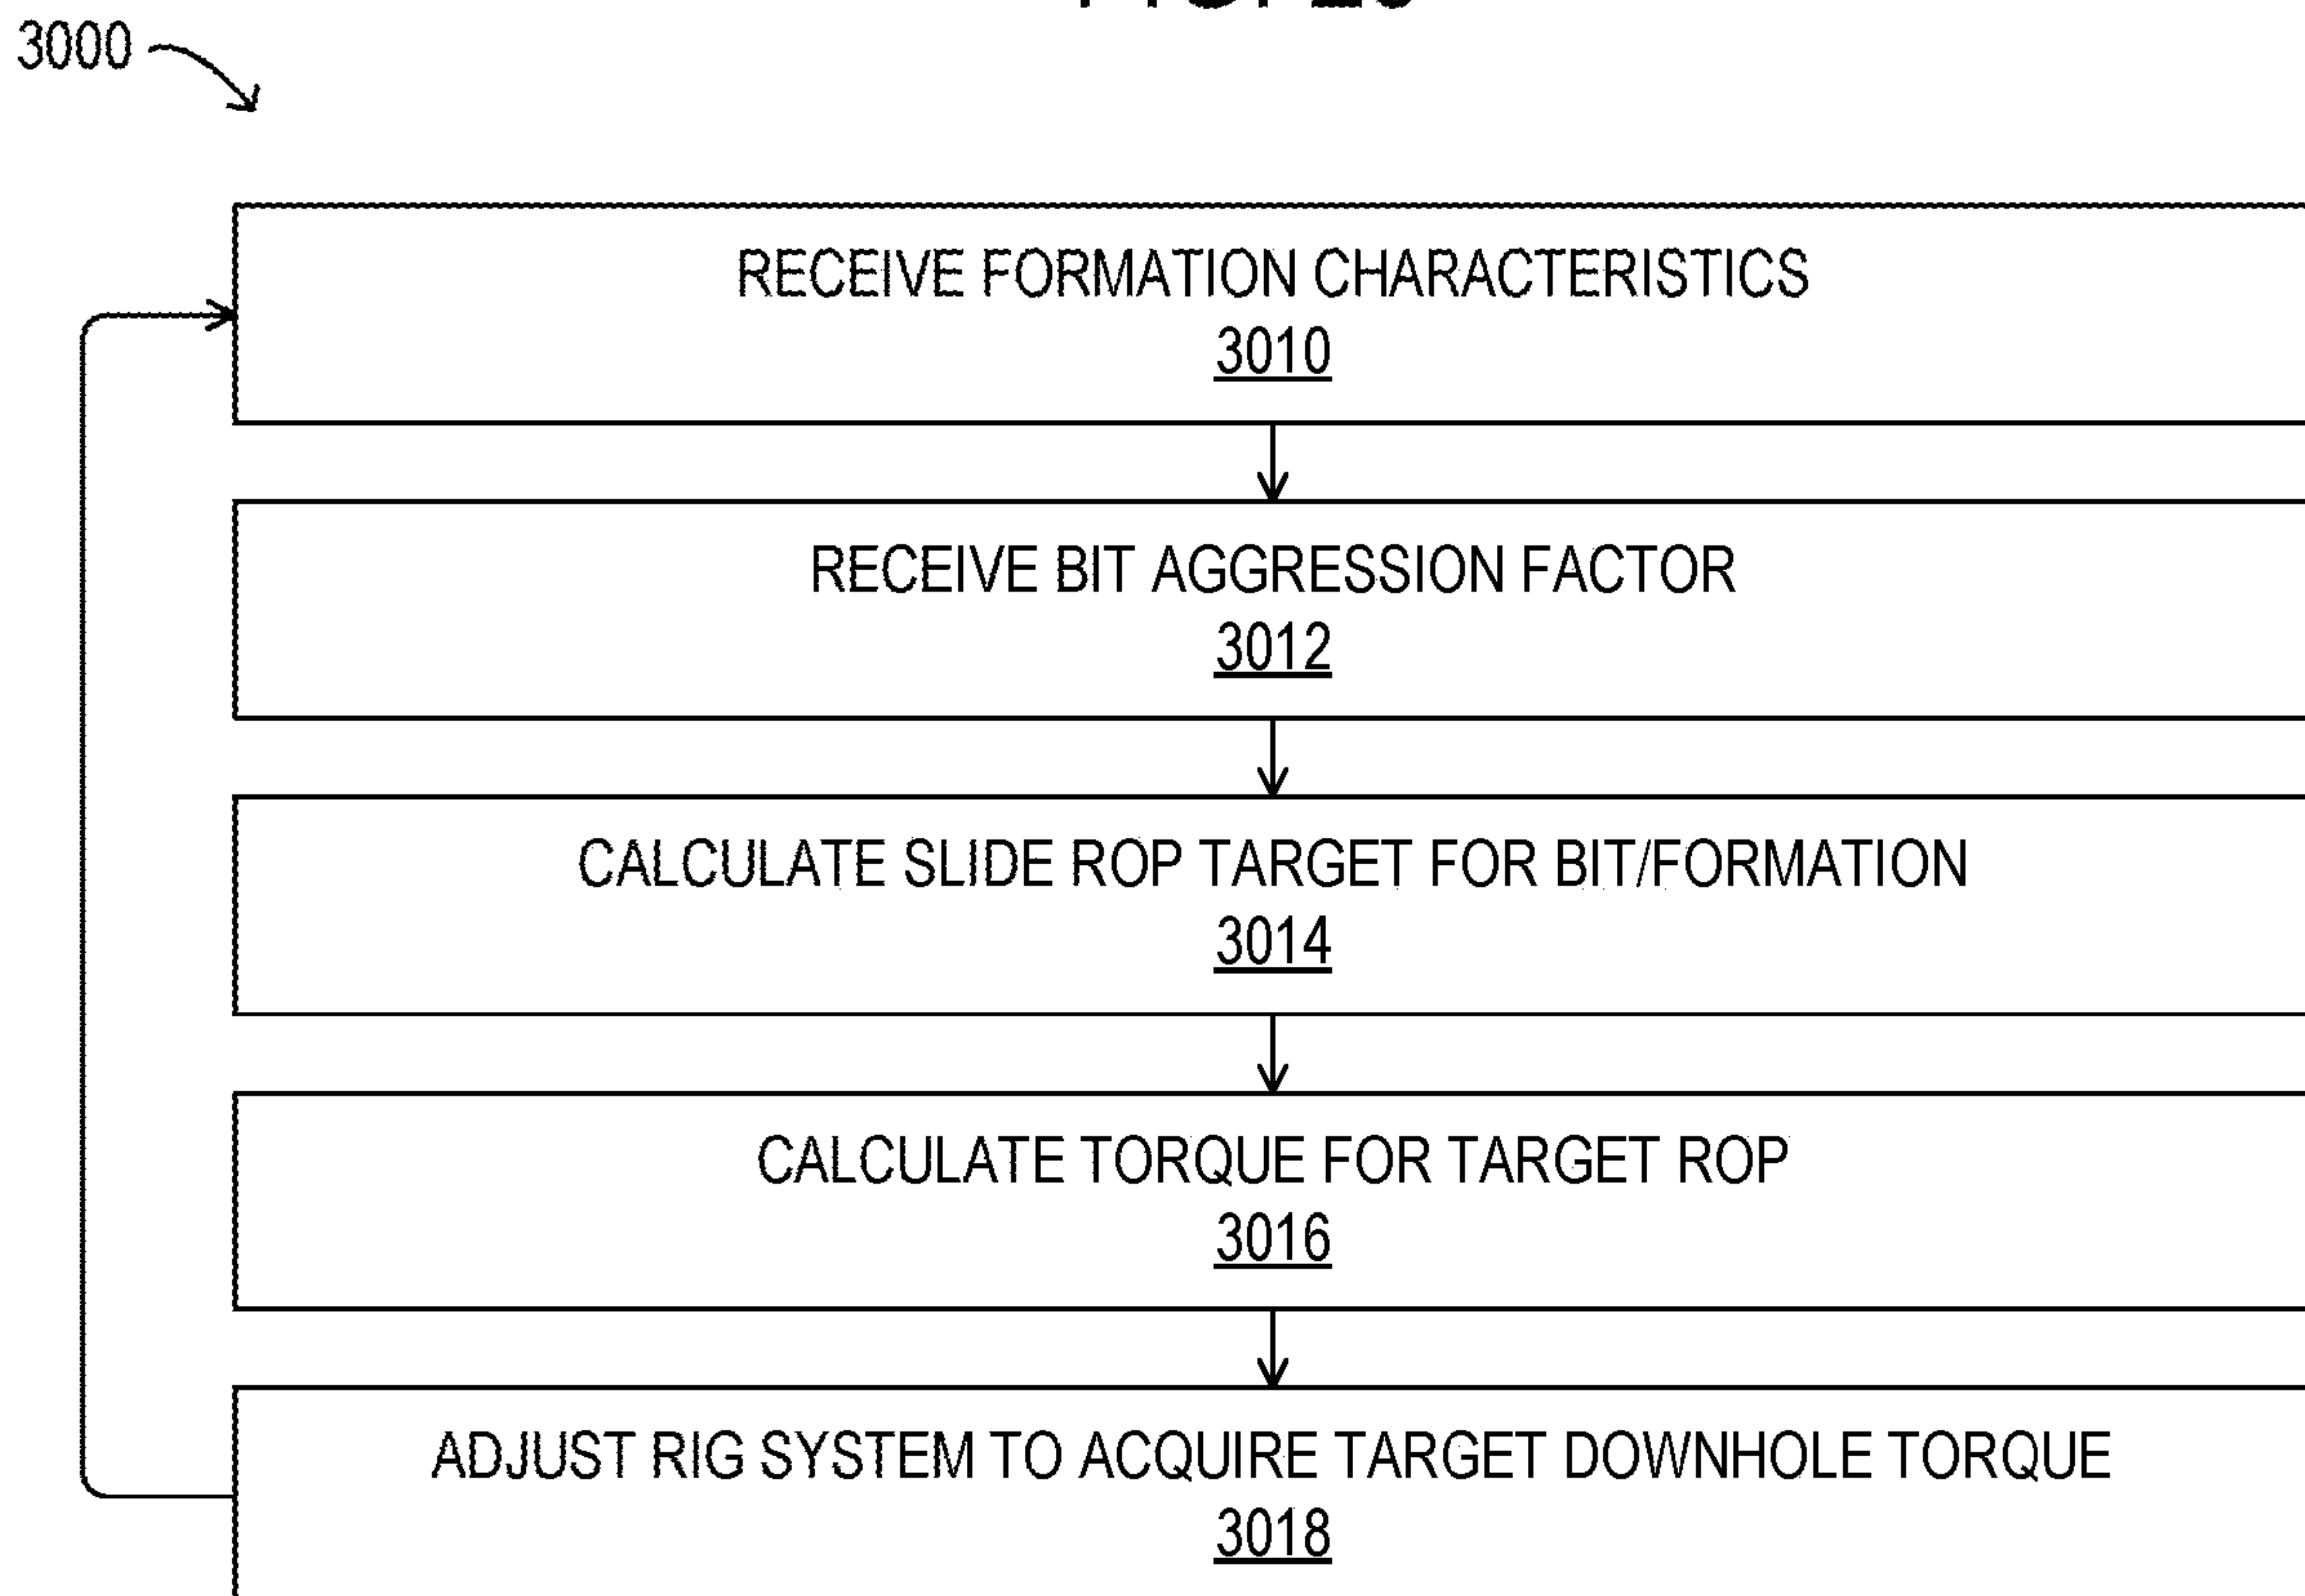 3000
RECEIVE FORMATION CHARACTERISTICS
3010
RECEIVE BIT AGGRESSION FACTOR
3012
CALCULATE SLIDE ROP TARGET FOR BIT/FORMATION
3014
CALCULATE TORQUE FOR TARGET ROP
3016
ADJUST RIG SYSTEM TO ACQUIRE TARGET DOWNHOLE TORQUE
3018